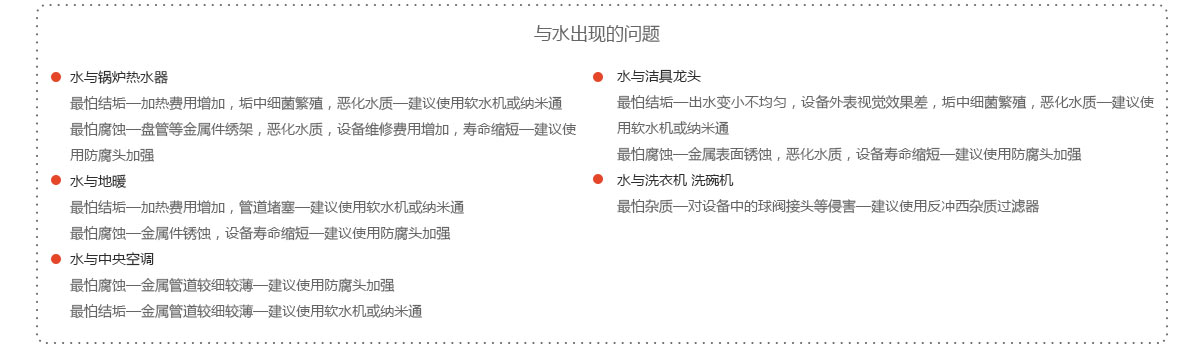 与水出现的问题
水与锅炉热水器
最怕结垢—加热费用增加，垢中细菌繁殖，恶化水质—建议使用软水机或纳米通
最怕腐蚀—盘管等金属件绣架，恶化水质，设备维修费用增加，寿命缩短—建议使
用防腐头加强
水与地暖
最怕结垢—加热费用增加，管道堵塞—建议使用软水机或纳米通
最怕腐蚀—金属件锈蚀，设备寿命缩短—建议使用防腐头加强
水与中央空调
最怕腐蚀—金属管道较细较薄—建议使用防腐头加强
最怕结垢—金属管道较细较薄—建议使用软水机或纳米通
水与洁具龙头
最怕结垢—出水变小不均匀，设备外表视觉效果差，垢中细菌繁殖，恶化水质—建议使
用软水机或纳米通
最怕腐蚀—金属表面锈蚀，恶化水质，设备寿命缩短—建议使用防腐头加强
水与洗衣机 洗碗机
最怕杂质—对设备中的球阀接头等侵害—建议使用反冲西杂质过滤器